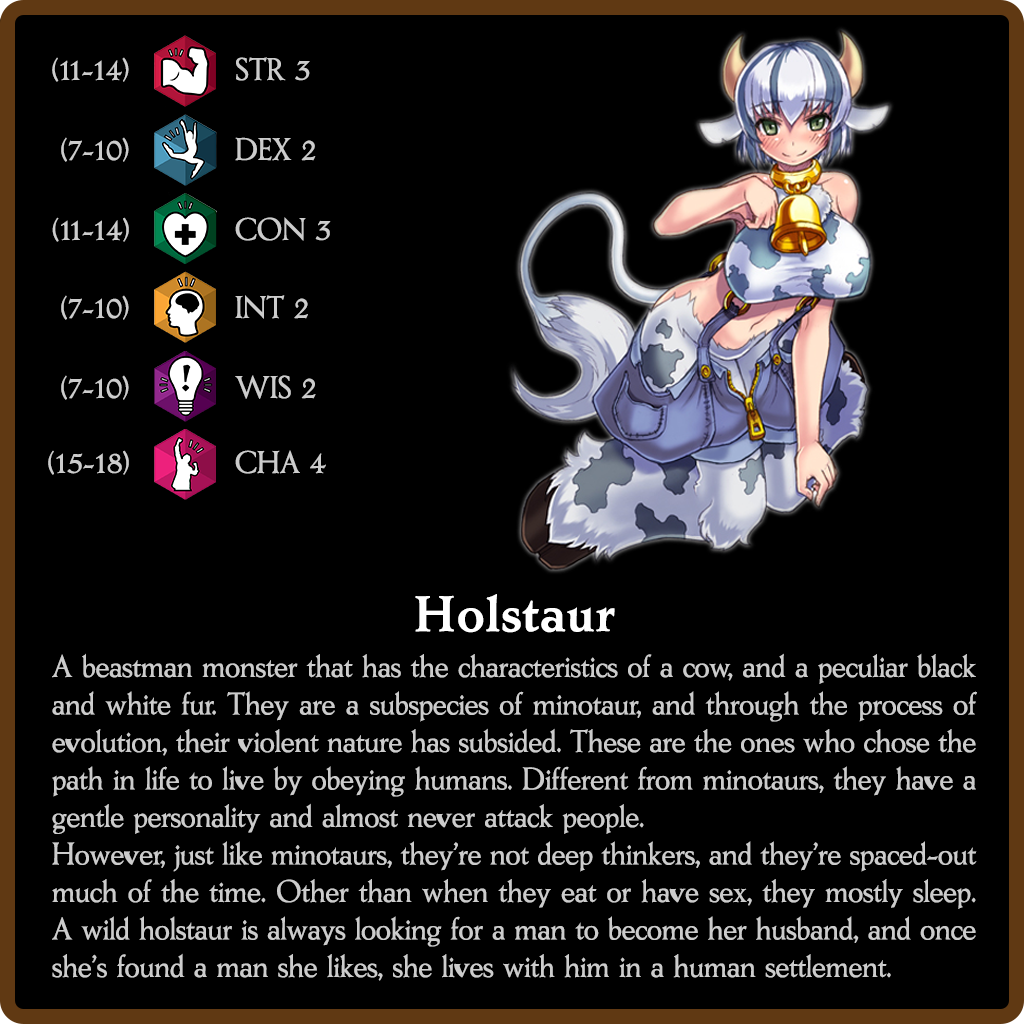 (11-14) STR 3
(7-10) DEX 2
(11-14) CON 3
(7-10) INT 2
(7-10) WIS 2
(15-18) CHA 4
Holstaur
A beastman monster that has the characteristics of a cow, and a peculiar black
and white fur. They are a subspecies of minotaur, and through the process of
evolution, their violent nature has subsided. These are the ones who chose the
path in life to live by obeying humans. Different from minotaurs, they have a
gentle personality and almost never attack people.
However, just like minotaurs, they're not deep thinkers, and they're spaced-out
much of the time. Other than when they eat or have sex, they mostly sleep.
A wild holstaur is always looking for a man to become her husband, and once
she's found a man she likes, she lives with him in a human settlement.